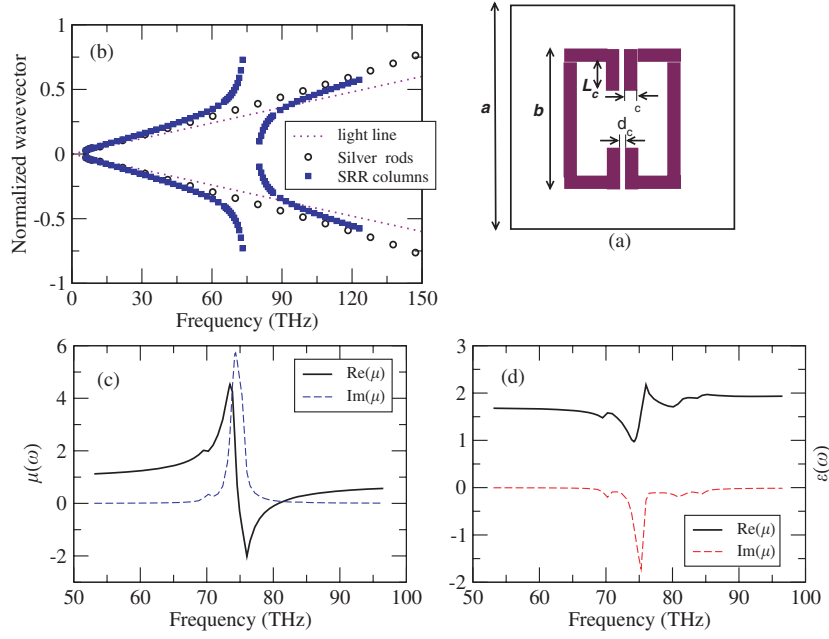 (b)
Normalized wavevector
1
0.5
0
-0.5
-1
light line
Silver rods
SRR columns
0 30 60 90 120 150
Frequency (THz)
a
b
L_c
c
d_c
(a)
(c)
μ(ω)
6
4
2
0
-2
Re(μ)
Im(μ)
50 60 70 80 90 100
Frequency (THz)
(d)
3
2
1
0
-1
-2
ε(ω)
Re(μ)
Im(μ)
50 60 70 80 90 100
Frequency (THz)